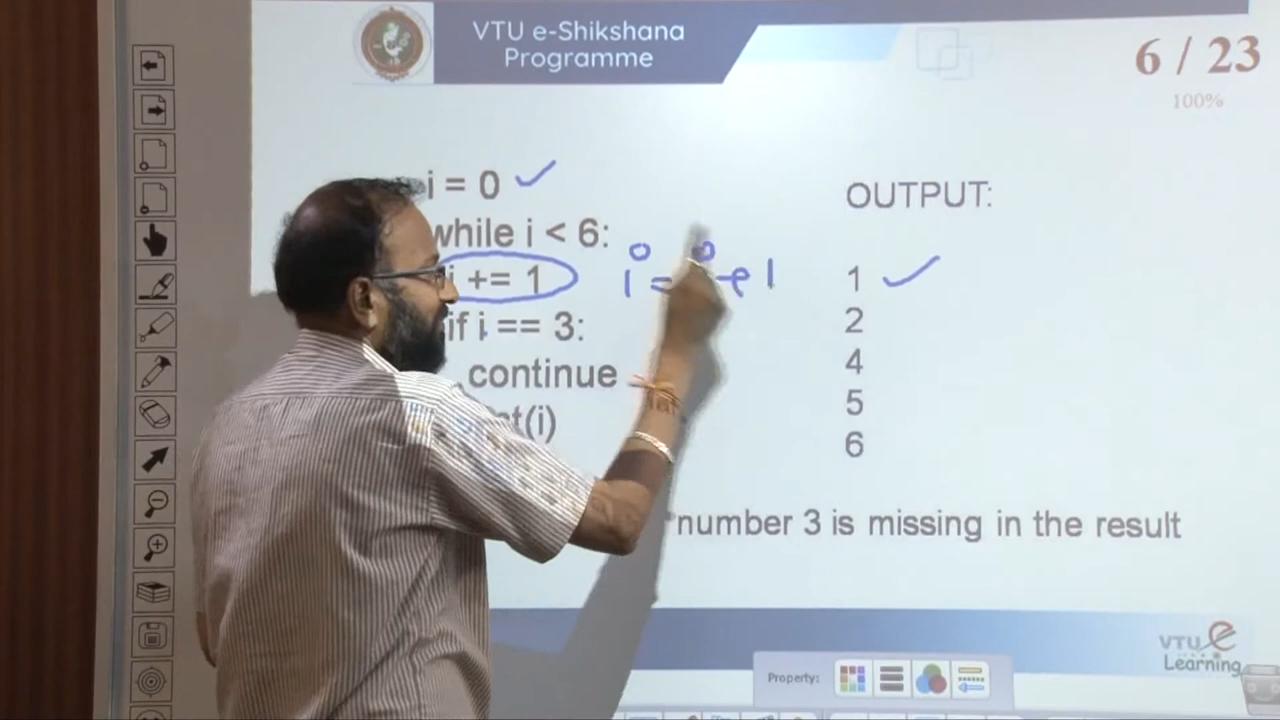 VTU e-Shikshana
Programme
6 / 23
100%
i = 0
while i < 6:
i += 1
i = i + 1
if i == 3:
continue
t(i)
OUTPUT:
1
2
4
5
6
number 3 is missing in the result
VTU e
Learning
Property: